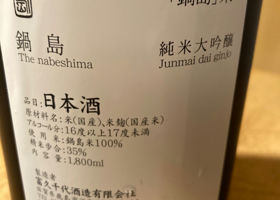 「鍋島」米
鍋島
The nabeshima
純米大吟醸
Junmai dai ginjo
品目:日本酒
原材料名:米(国産)、米麹(国産米)
アルコール分:16度以上17度未満
使用米:鍋島米100%
精米歩合:35%
内容量:1,800ml
製造者
富久千代酒造有限会社